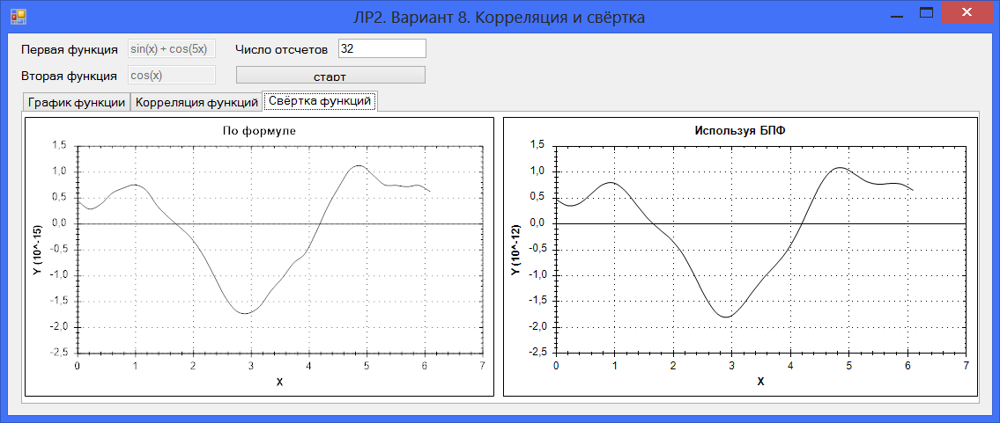 ЛР2. Вариант 8. Корреляция и свёртка
Первая функция sin(x) + cos(5x) Число отсчетов 32
Вторая функция cos(x) старт
График функции Корреляция функций Свёртка функций
По формуле
1,5
1,0
0,5
0,0
-0,5
-1,0
-1,5
-2,0
-2,5
Y (10^-15)
0 1 2 3 4 5 6 7
X
Используя БПФ
1,5
1,0
0,5
0,0
-0,5
-1,0
-1,5
-2,0
-2,5
Y (10^-12)
0 1 2 3 4 5 6 7
X